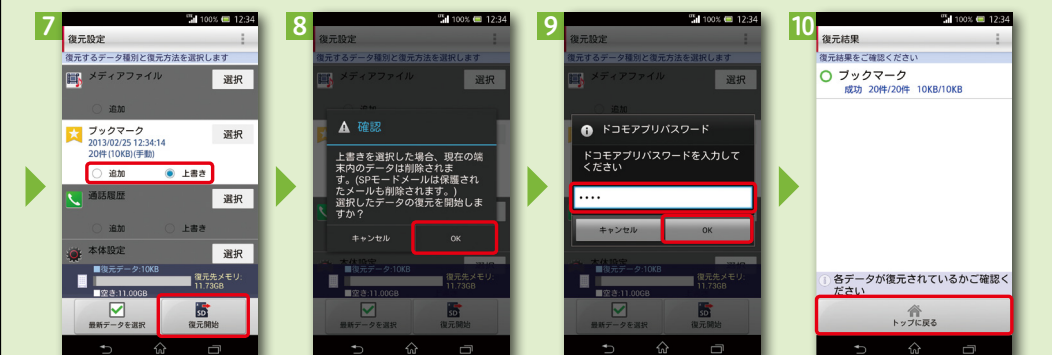 7
100% 12:34
復元設定
復元するデータ種別と復元方法を選択します
メディアファイル
選択
追加
ブックマーク
選択
2013/02/25 12:34:14
20件(10KB)(手動)
追加 上書き
通話履歴
選択
追加 上書き
本体設定
選択
■復元データ:10KB
復元先メモリ:
11.73GB
■空き:11.00GB
最新データを選択
SD
復元開始
8
100% 12:34
復元設定
復元するデータ種別と復元方法を選択します
メディアファイル
選択
追加
確認
上書きを選択した場合、現在の端
末内のデータは削除されま
す。(SPモードメールは保護され
たメールも削除されます。)
選択したデータの復元を開始しま
すか？
キャンセル
OK
本体設定
■復元データ:10KB
復元先メモリ:
11.73GB
■空き:11.00GB
最新データを選択
SD
復元開始
9
100% 12:34
復元設定
復元するデータ種別と復元方法を選択します
メディアファイル
選択
追加
ドコモアプリパスワード
ドコモアプリパスワードを入力して
ください
････
キャンセル
OK
本体設定
■復元データ:10KB
復元先メモリ:
11.73GB
■空き:11.00GB
最新データを選択
SD
復元開始
10
100% 12:34
復元結果
復元結果をご確認ください
ブックマーク
成功 20件/20件 10KB/10KB
各データが復元されているかご確認く
ださい
トップに戻る